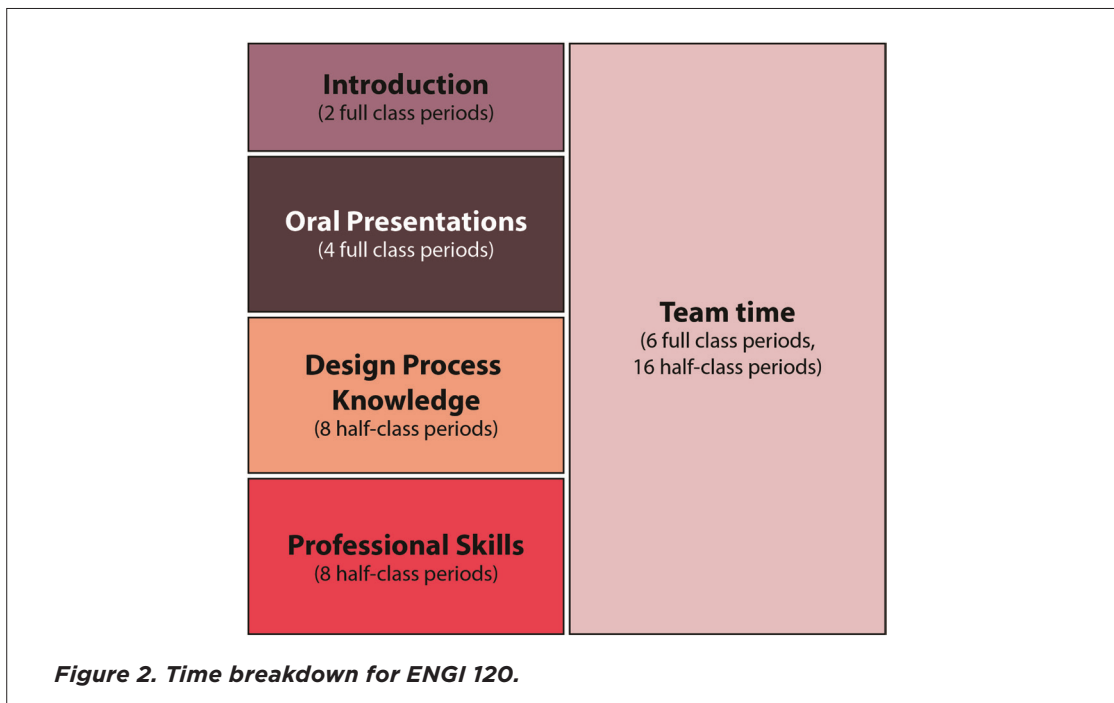 Introduction
(2 full class periods)
Oral Presentations
(4 full class periods)
Design Process
Knowledge
(8 half-class periods)
Professional Skills
(8 half-class periods)
Team time
(6 full class periods,
16 half-class periods)
Figure 2. Time breakdown for ENGI 120.